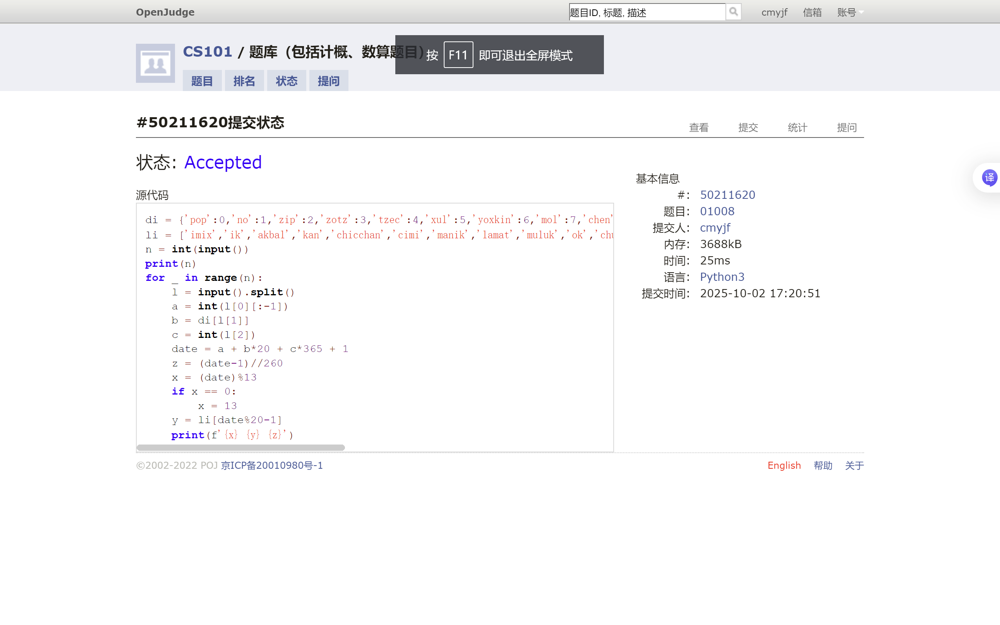 OpenJudge
题目ID, 标题, 描述
cmyjf 信箱 账号
CS101 / 题库（包括计概、数算题目）
按 F11 即可退出全屏模式
题目 排名 状态 提问
#50211620提交状态
查看 提交 统计 提问
状态: Accepted
源代码
di = {'pop':0,'no':1,'zip':2,'zotz':3,'tzec':4,'xul':5,'yoxkin':6,'mol':7,'chen'
li = ['imix','ik','akbal','kan','chicchan','cimi','manik','lamat','muluk','ok','chu
n = int(input())
print(n)
for _ in range(n):
    l = input().split()
    a = int(l[0][:-1])
    b = di[l[1]]
    c = int(l[2])
    date = a + b*20 + c*365 + 1
    z = (date-1)//260
    x = (date)%13
    if x == 0:
        x = 13
    y = li[date%20-1]
    print(f'{x} {y} {z}')
基本信息
#: 50211620
题目: 01008
提交人: cmyjf
内存: 3688kB
时间: 25ms
语言: Python3
提交时间: 2025-10-02 17:20:51
译
©2002-2022 POJ 京ICP备20010980号-1
English 帮助 关于